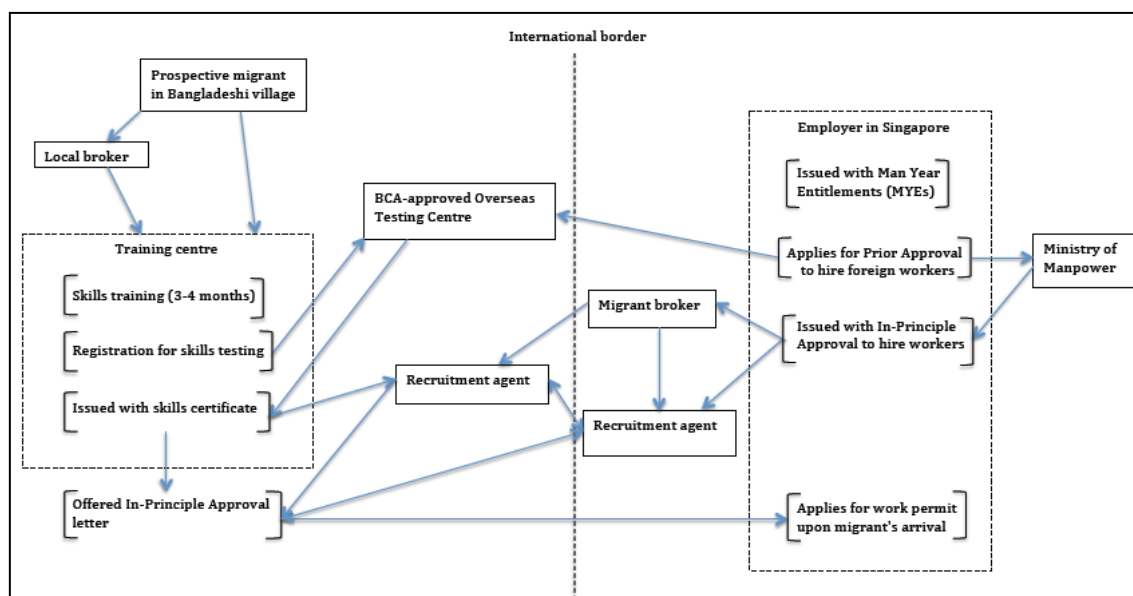 International border
Prospective migrant
in Bangladeshi village
Local broker
Training centre
Skills training (3-4 months)
Registration for skills testing
Issued with skills certificate
Offered In-Principle Approval
letter
BCA-approved Overseas
Testing Centre
Recruitment agent
Migrant broker
Recruitment agent
Employer in Singapore
Issued with Man Year
Entitlements (MYEs)
Applies for Prior Approval
to hire foreign workers
Issued with In-Principle
Approval to hire workers
Applies for work permit
upon migrant's arrival
Ministry of
Manpower